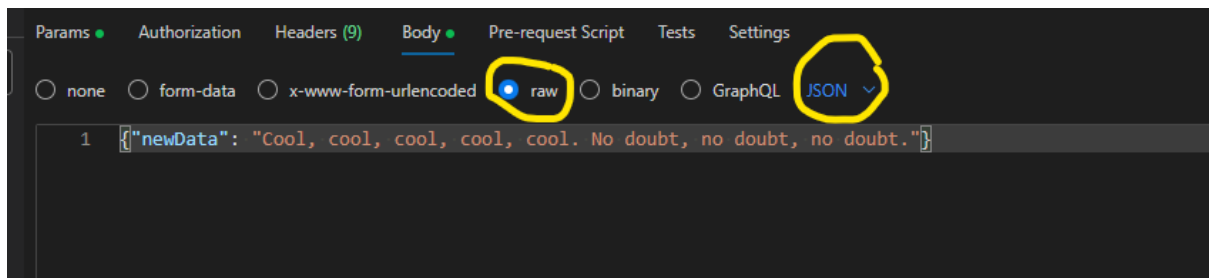 Params Authorization Headers (9) Body Pre-request Script Tests Settings
none form-data x-www-form-urlencoded raw binary GraphQL JSON
1 {"newData": "Cool, cool, cool, cool, cool. No doubt, no doubt, no doubt."}